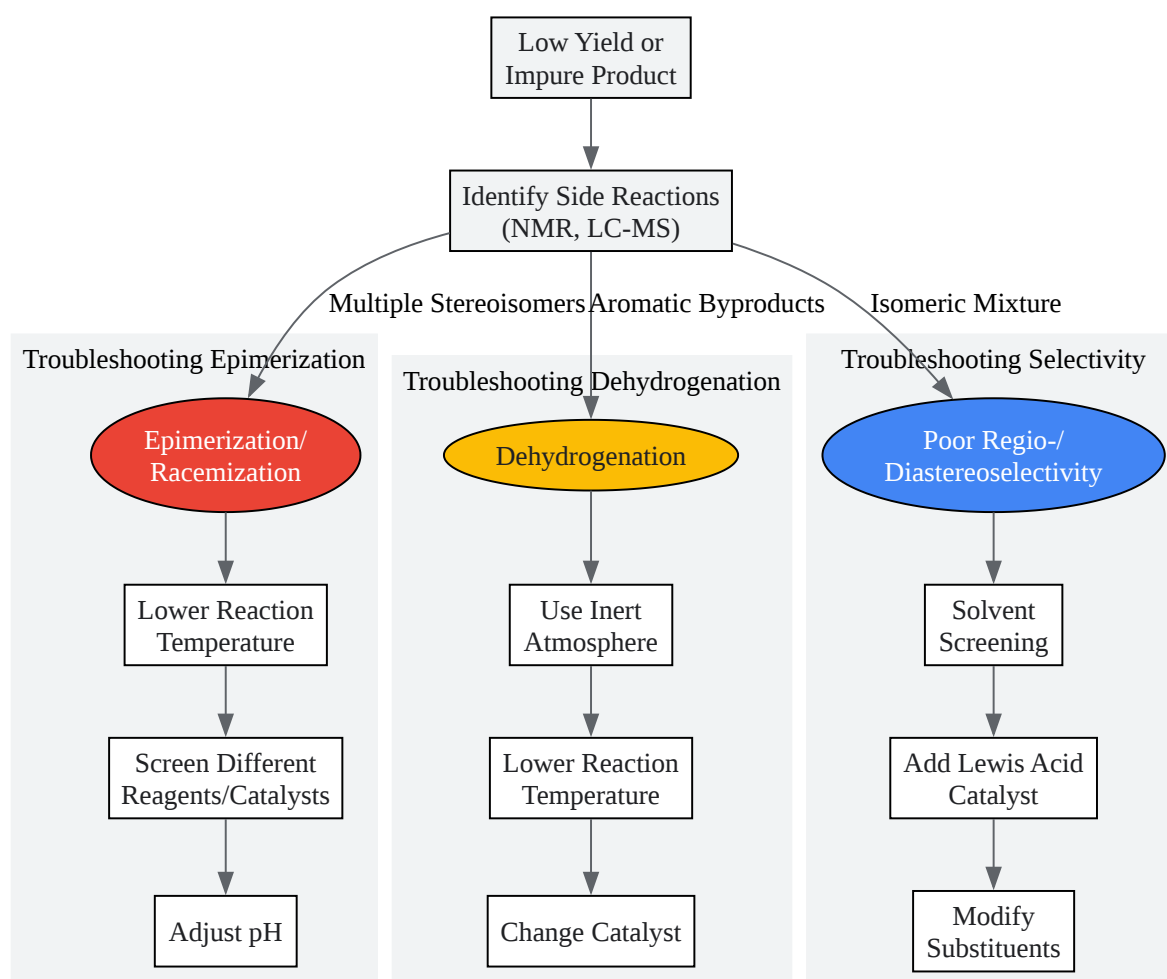 Low Yield or
Impure Product
Identify Side Reactions
(NMR, LC-MS)
Multiple Stereoisomers
Aromatic Byproducts
Isomeric Mixture
Troubleshooting Epimerization
Troubleshooting Dehydrogenation
Troubleshooting Selectivity
Epimerization/
Racemization
Dehydrogenation
Poor Regio-/
Diastereoselectivity
Lower Reaction
Temperature
Use Inert
Atmosphere
Solvent
Screening
Screen Different
Reagents/Catalysts
Lower Reaction
Temperature
Add Lewis Acid
Catalyst
Adjust pH
Change Catalyst
Modify
Substituents